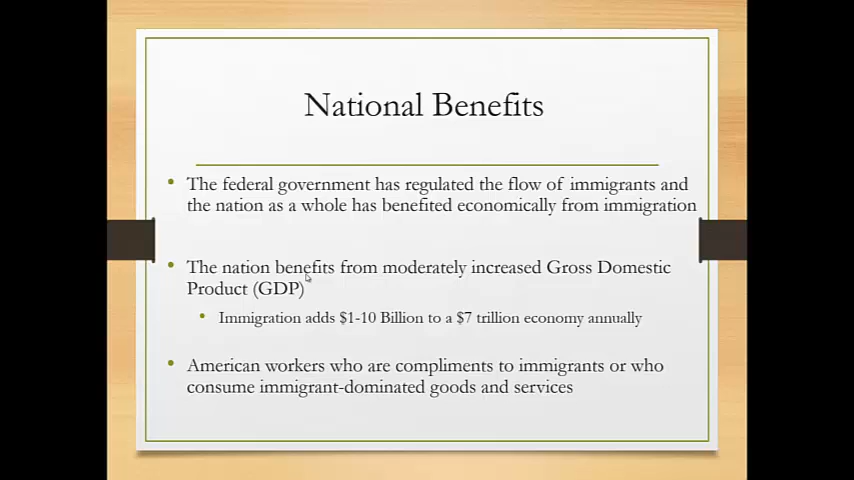 National Benefits
• The federal government has regulated the flow of immigrants and
the nation as a whole has benefited economically from immigration
• The nation benefits from moderately increased Gross Domestic
Product (GDP)
• Immigration adds $1-10 Billion to a $7 trillion economy annually
• American workers who are compliments to immigrants or who
consume immigrant-dominated goods and services